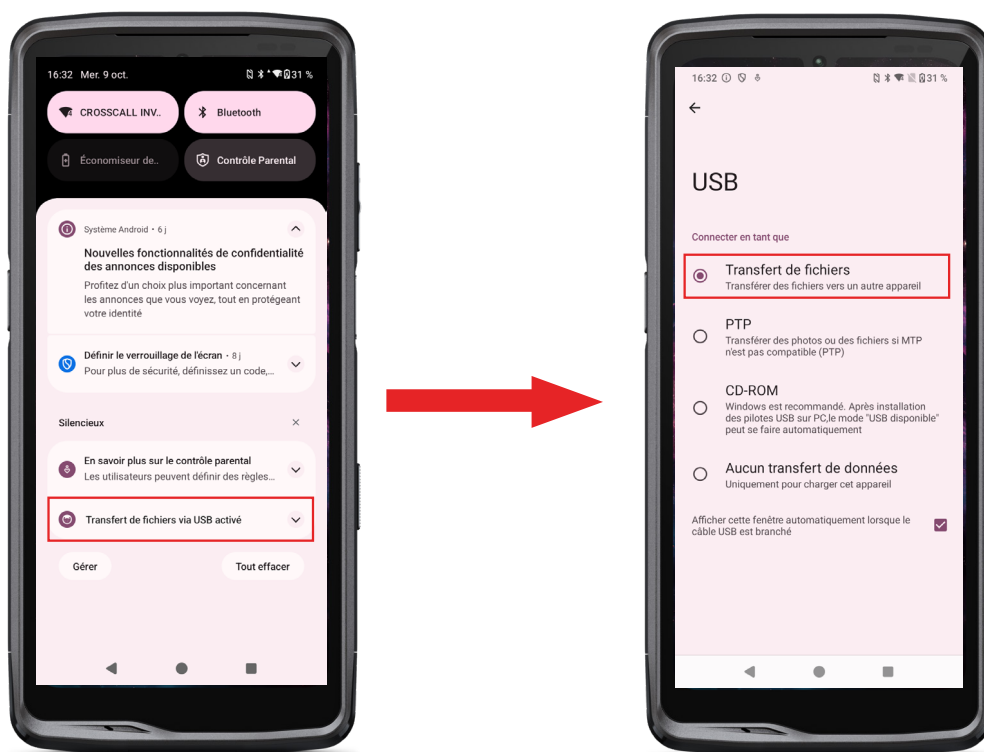 16:32 Mer. 9 oct. 31 %
CROSSCALL INV..
Bluetooth
Économiseur de..
Contrôle Parental
Système Android • 6 j
Nouvelles fonctionnalités de confidentialité
des annonces disponibles
Profitez d'un choix plus important concernant
les annonces que vous voyez, tout en protégeant
votre identité
Définir le verrouillage de l'écran • 8 j
Pour plus de sécurité, définissez un code,...
Silencieux
En savoir plus sur le contrôle parental
Les utilisateurs peuvent définir des règles...
Transfert de fichiers via USB activé
Gérer
Tout effacer
16:32 31 %
USB
Connecter en tant que
Transfert de fichiers
Transférer des fichiers vers un autre appareil
PTP
Transférer des photos ou des fichiers si MTP
n'est pas compatible (PTP)
CD-ROM
Windows est recommandé. Après installation
des pilotes USB sur PC,le mode "USB disponible"
peut se faire automatiquement
Aucun transfert de données
Uniquement pour charger cet appareil
Afficher cette fenêtre automatiquement lorsque le
câble USB est branché